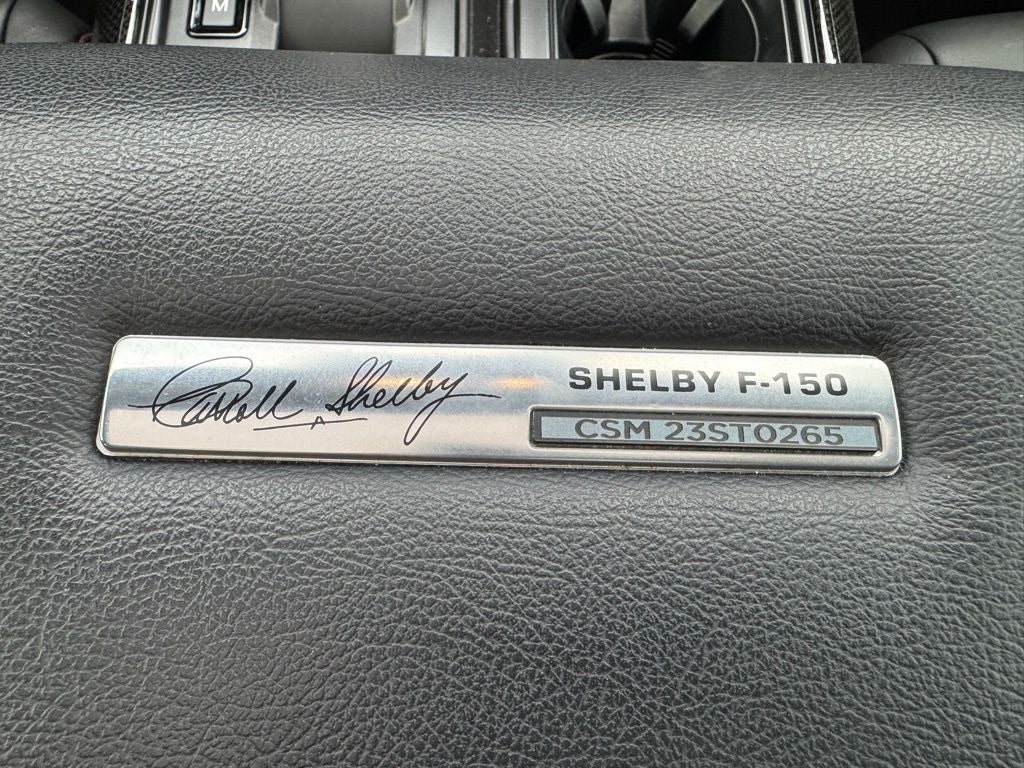 M
Carroll Shelby
SHELBY F-150
CSM 23ST0265